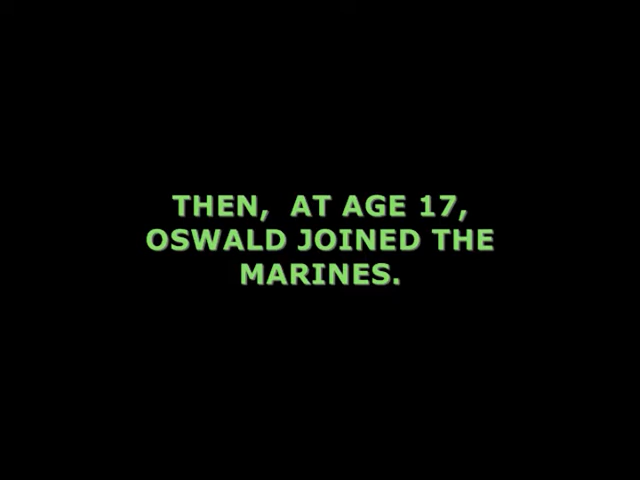 THEN,  AT AGE 17,
OSWALD JOINED THE
MARINES.